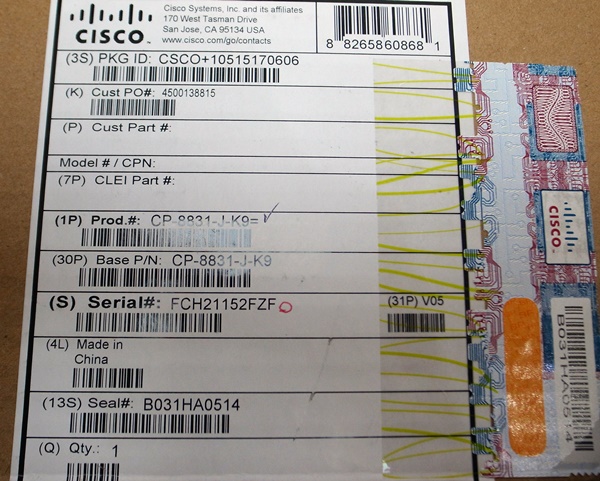 CISCO
Cisco Systems, Inc. and its affiliates
170 West Tasman Drive
San Jose, CA 95134 USA
www.cisco.com/go/contacts
8 8265860868 1
(3S) PKG ID: CSCO+10515170606
(K) Cust PO#: 4500138815
(P) Cust Part #:
Model # / CPN:
(7P) CLEI Part #:
(1P) Prod.#: CP-8831-J-K9=
(30P) Base P/N: CP-8831-J-K9
(S) Serial#: FCH21152FZF
(31P) V05
(4L) Made in
China
(13S) Seal#: B031HA0514
(Q) Qty.: 1
CISCO
B031HA0514